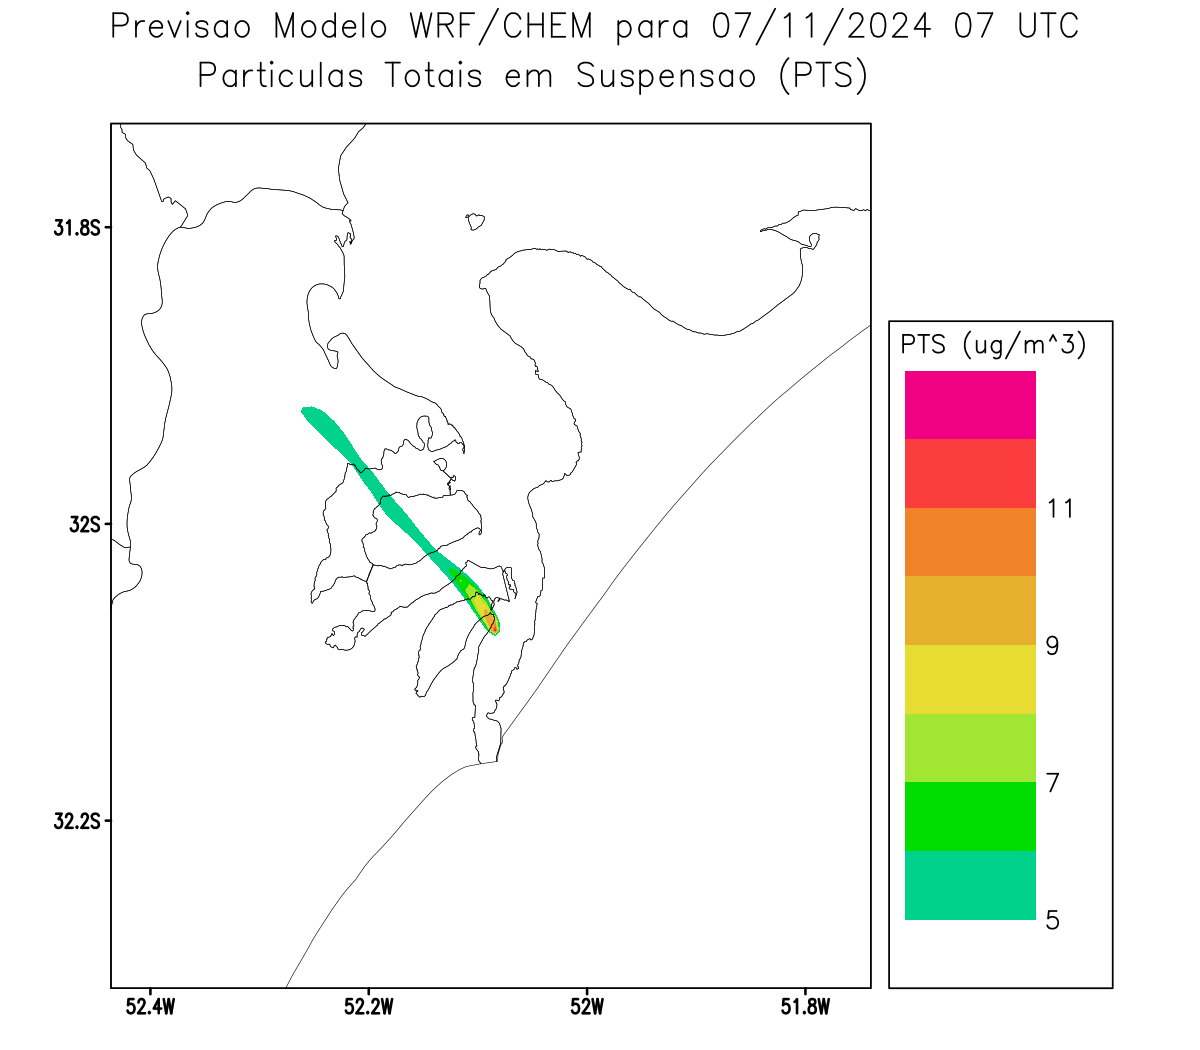 Previsao Modelo WRF/CHEM para 07/11/2024 07 UTC
Particulas Totais em Suspensao (PTS)
31.8S
32S
32.2S
52.4W
52.2W
52W
51.8W
PTS (ug/m^3)
11
9
7
5